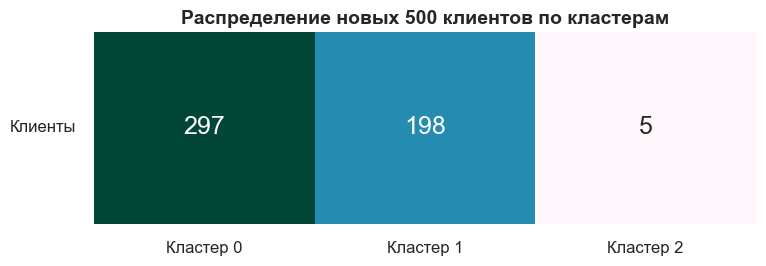 Распределение новых 500 клиентов по кластерам
Клиенты
297
198
5
Кластер 0
Кластер 1
Кластер 2